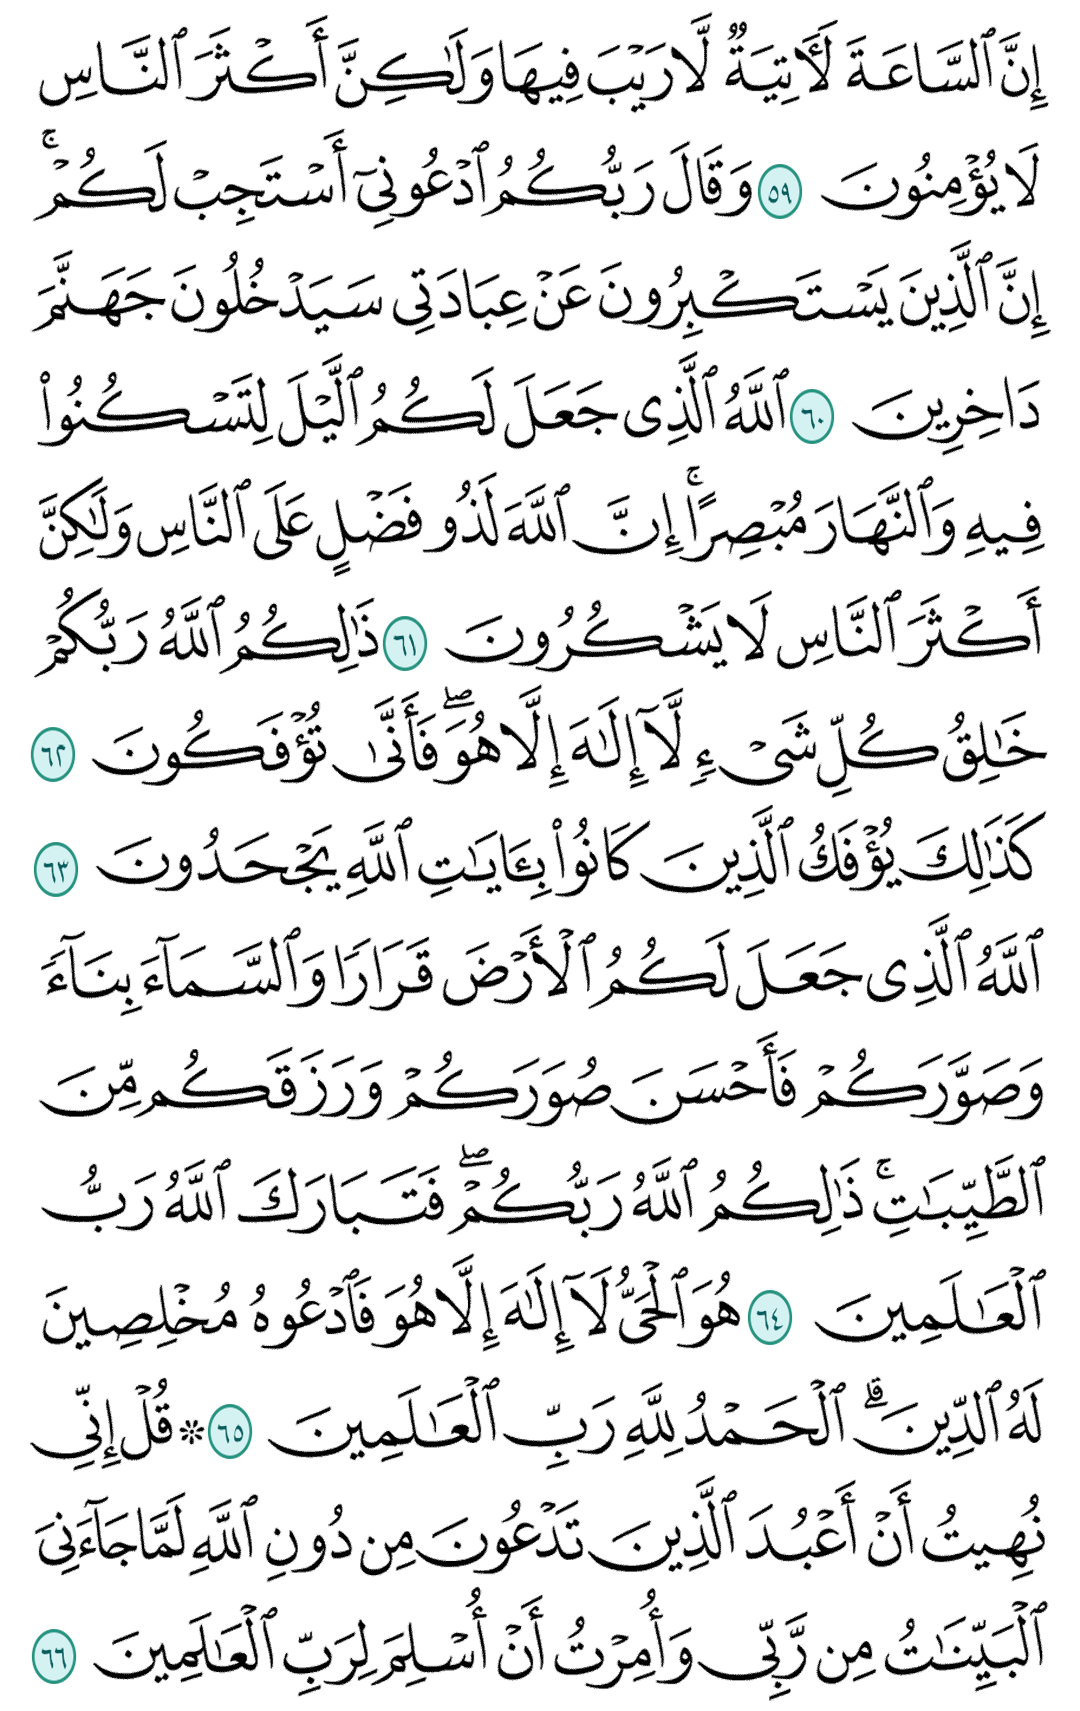 إِنَّ ٱلسَّاعَةَ لَـَٔاتِيَةٌ لَّا رَيْبَ فِيهَا وَلَـٰكِنَّ أَكْثَرَ ٱلنَّاسِ
لَا يُؤْمِنُونَ ٥٩ وَقَالَ رَبُّكُمُ ٱدْعُونِىٓ أَسْتَجِبْ لَكُمْ ۚ
إِنَّ ٱلَّذِينَ يَسْتَكْبِرُونَ عَنْ عِبَادَتِى سَيَدْخُلُونَ جَهَنَّمَ
دَاخِرِينَ ٦٠ ٱللَّهُ ٱلَّذِى جَعَلَ لَكُمُ ٱلَّيْلَ لِتَسْكُنُوا۟
فِيهِ وَٱلنَّهَارَ مُبْصِرًا ۚ إِنَّ ٱللَّهَ لَذُو فَضْلٍ عَلَى ٱلنَّاسِ وَلَـٰكِنَّ
أَكْثَرَ ٱلنَّاسِ لَا يَشْكُرُونَ ٦١ ذَٰلِكُمُ ٱللَّهُ رَبُّكُمْ
خَـٰلِقُ كُلِّ شَىْءٍ لَّآ إِلَـٰهَ إِلَّا هُوَ ۖ فَأَنَّىٰ تُؤْفَكُونَ ٦٢
كَذَٰلِكَ يُؤْفَكُ ٱلَّذِينَ كَانُوا۟ بِـَٔايَـٰتِ ٱللَّهِ يَجْحَدُونَ ٦٣
ٱللَّهُ ٱلَّذِى جَعَلَ لَكُمُ ٱلْأَرْضَ قَرَارًا وَٱلسَّمَآءَ بِنَآءً
وَصَوَّرَكُمْ فَأَحْسَنَ صُوَرَكُمْ وَرَزَقَكُم مِّنَ
ٱلطَّيِّبَـٰتِ ۚ ذَٰلِكُمُ ٱللَّهُ رَبُّكُمْ ۖ فَتَبَارَكَ ٱللَّهُ رَبُّ
ٱلْعَـٰلَمِينَ ٦٤ هُوَ ٱلْحَىُّ لَآ إِلَـٰهَ إِلَّا هُوَ فَٱدْعُوهُ مُخْلِصِينَ
لَهُ ٱلدِّينَ ۗ ٱلْحَمْدُ لِلَّهِ رَبِّ ٱلْعَـٰلَمِينَ ٦٥ ۞ قُلْ إِنِّى
نُهِيتُ أَنْ أَعْبُدَ ٱلَّذِينَ تَدْعُونَ مِن دُونِ ٱللَّهِ لَمَّا جَآءَنِىَ
ٱلْبَيِّنَـٰتُ مِن رَّبِّى وَأُمِرْتُ أَنْ أُسْلِمَ لِرَبِّ ٱلْعَـٰلَمِينَ ٦٦